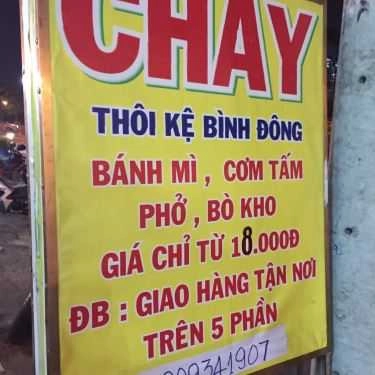 CHAY
THÔI KỆ BÌNH ĐÔNG
BÁNH MÌ , CƠM TẤM
PHỞ , BÒ KHO
GIÁ CHỈ TỪ 18.000Đ
ĐB : GIAO HÀNG TẬN NƠI
TRÊN 5 PHẦN